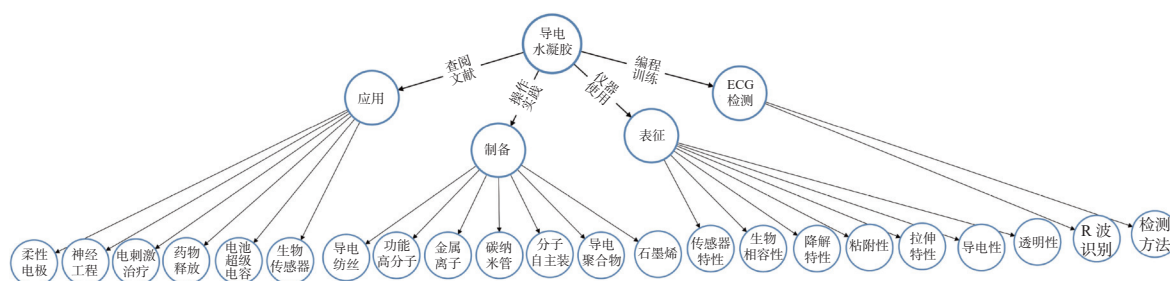 导电
水凝胶
查阅
文献
操作
实践
仪器
使用
编程
训练
应用
制备
表征
ECG
检测
柔性
电极
神经
工程
电刺激
治疗
药物
释放
电池
超级
电容
生物
传感器
导电
纺丝
功能
高分子
金属
离子
碳纳
米管
分子
自主装
导电
聚合物
石墨烯
传感器
特性
生物
相容性
降解
特性
粘附性
拉伸
特性
导电性
透明性
R 波
识别
检测
方法